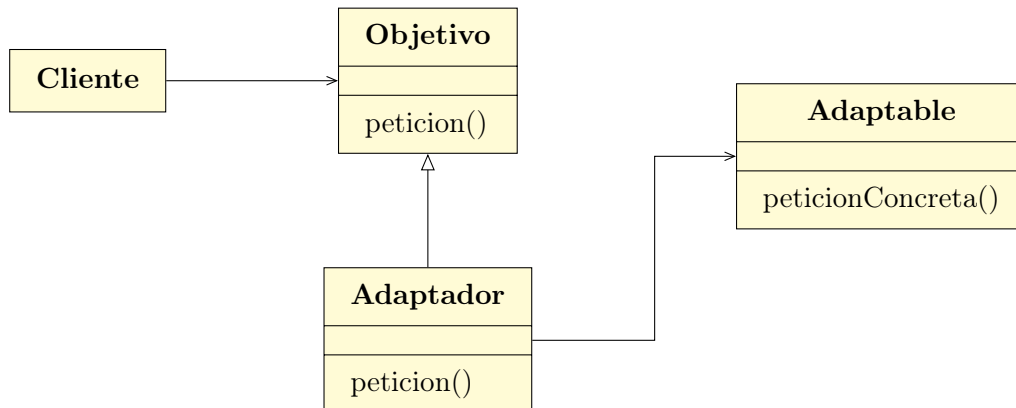 Cliente
Objetivo
peticion()
Adaptable
peticionConcreta()
Adaptador
peticion()